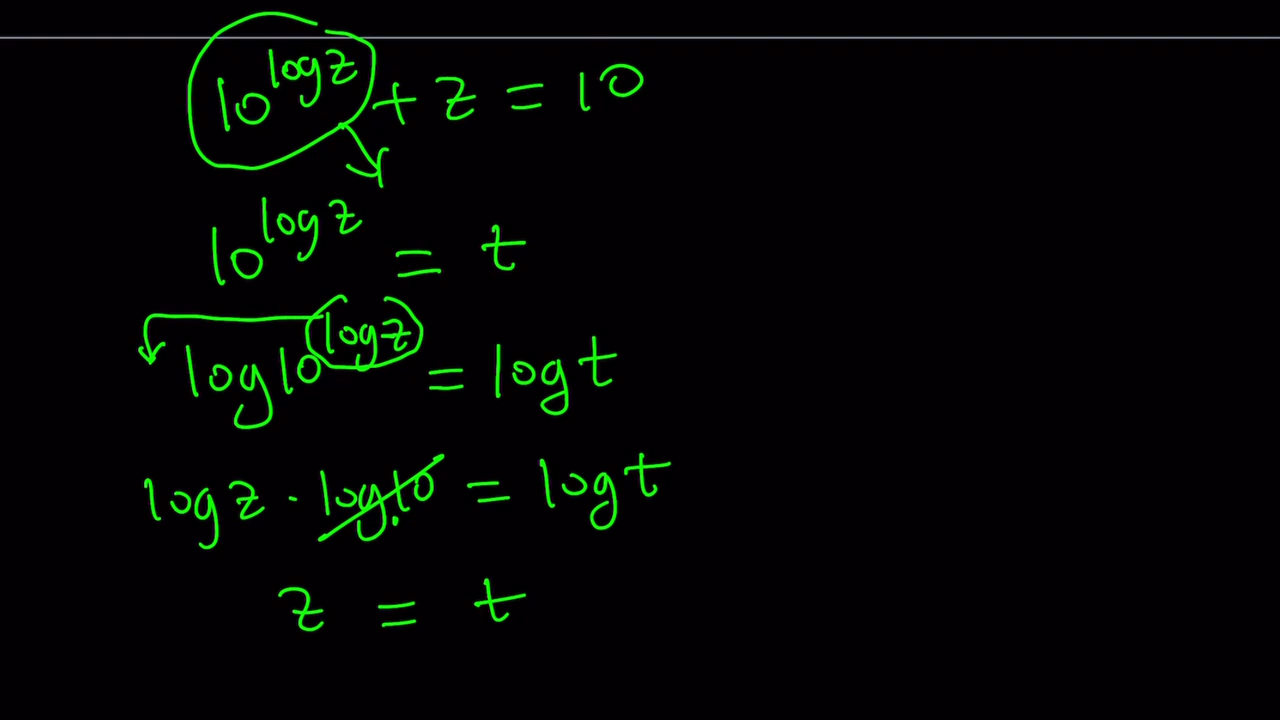 10^{log z} + z = 10
10^{log z} = t
log 10^{log z} = log t
log z · log 10 = log t
z = t